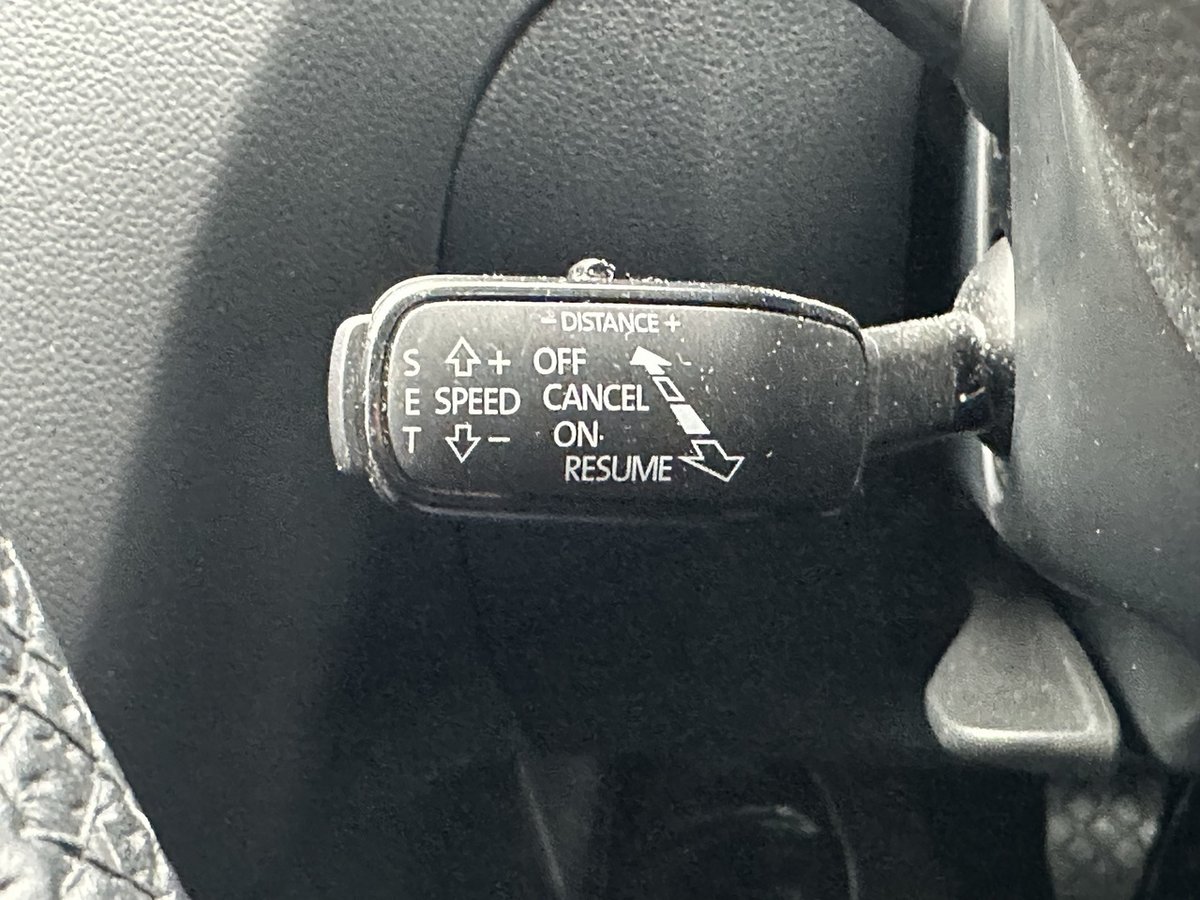 - DISTANCE +
S + OFF
E SPEED CANCEL
T - ON
RESUME